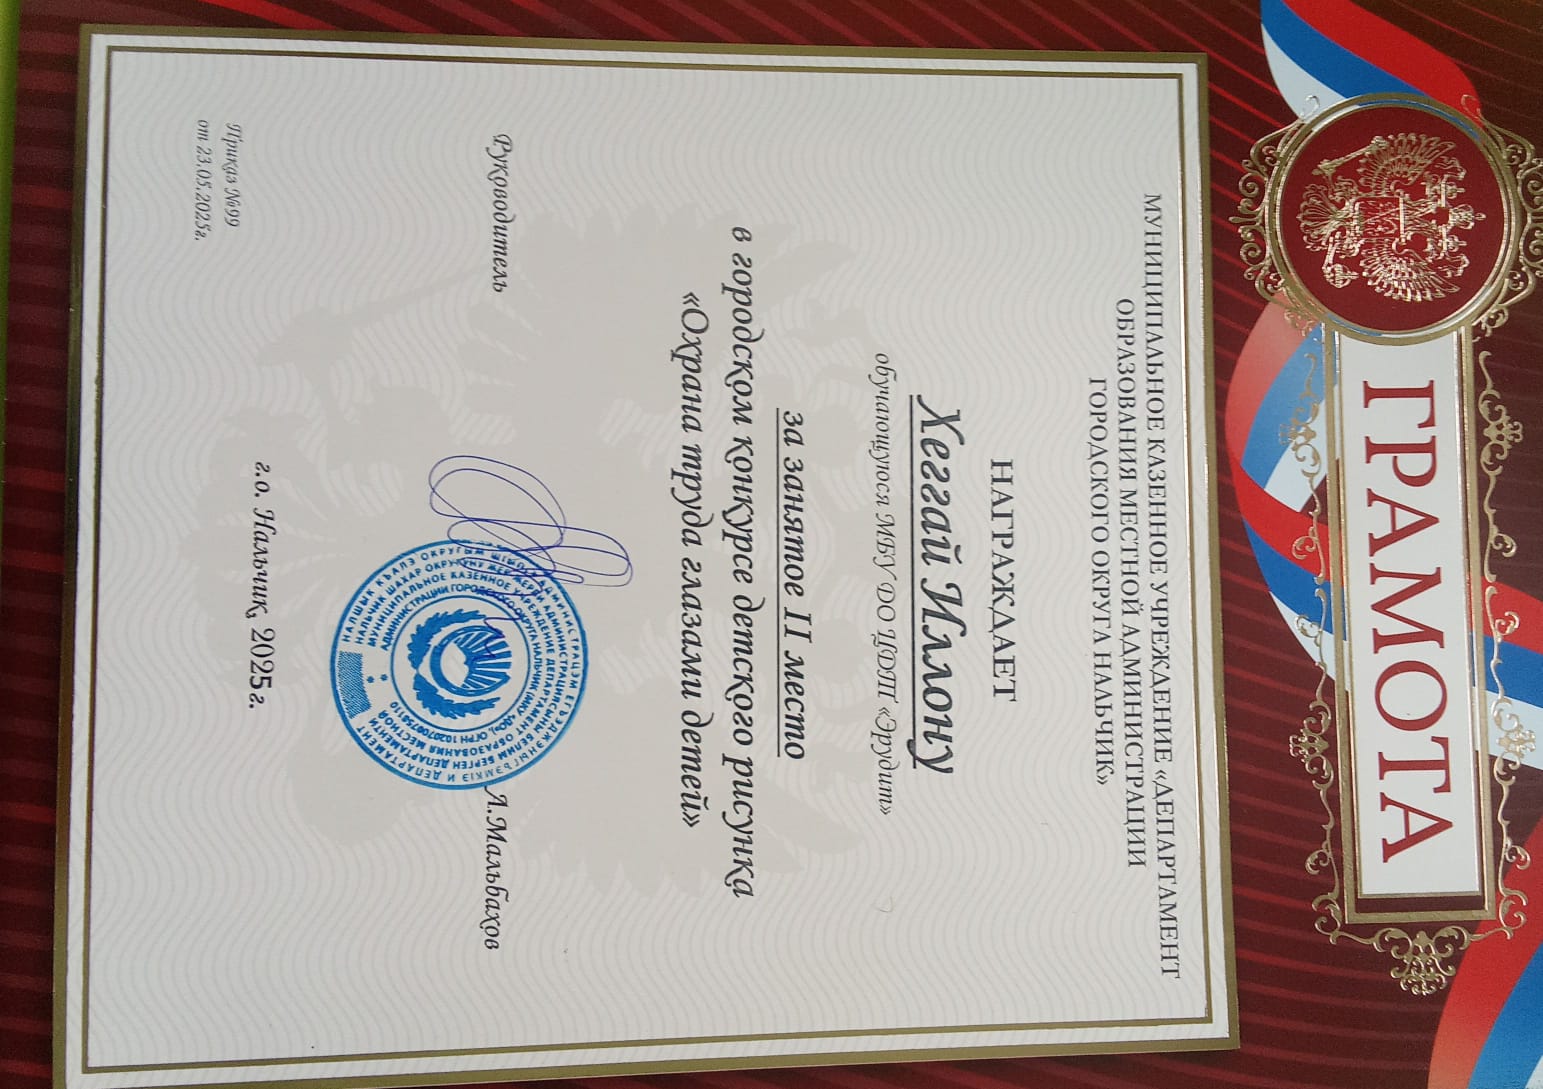 ГРАМОТА
МУНИЦИПАЛЬНОЕ КАЗЕННОЕ УЧРЕЖДЕНИЕ «ДЕПАРТАМЕНТ
ОБРАЗОВАНИЯ МЕСТНОЙ АДМИНИСТРАЦИИ
ГОРОДСКОГО ОКРУГА НАЛЬЧИК»
НАГРАЖДАЕТ
Хеггай Иллону
обучающуюся МБУ ДО ЦДТ «Эрудит»
за занятое II место
в городском конкурсе детского рисунка
«Охрана труда глазами детей»
Руководитель
А.Мальбахов
г.о. Нальчик, 2025г.
Приказ №99
от 23.05.2025г.